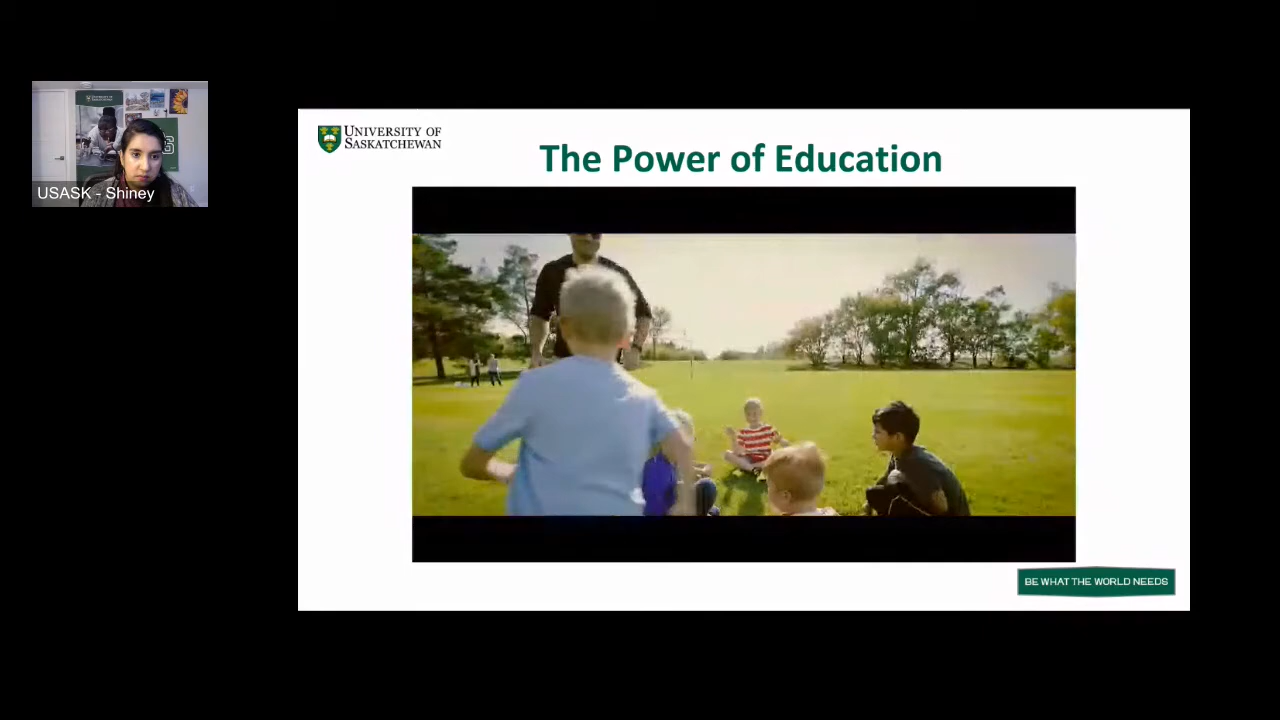 UNIVERSITY OF
SASKATCHEWAN
The Power of Education
USASK - Shiney
BE WHAT THE WORLD NEEDS